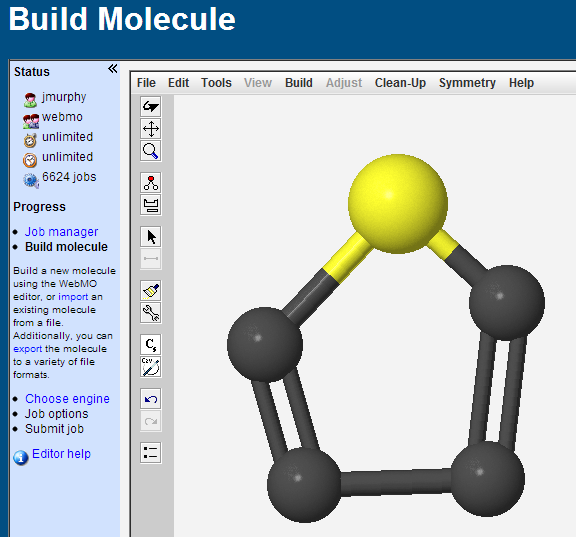 Build Molecule
Status
jmurphy
webmo
unlimited
unlimited
6624 jobs
Progress
Job manager
Build molecule
Build a new molecule
using the WebMO
editor, or import an
existing molecule
from a file.
Additionally, you can
export the molecule
to a variety of file
formats.
Choose engine
Job options
Submit job
Editor help
File Edit Tools View Build Adjust Clean-Up Symmetry Help
Cs